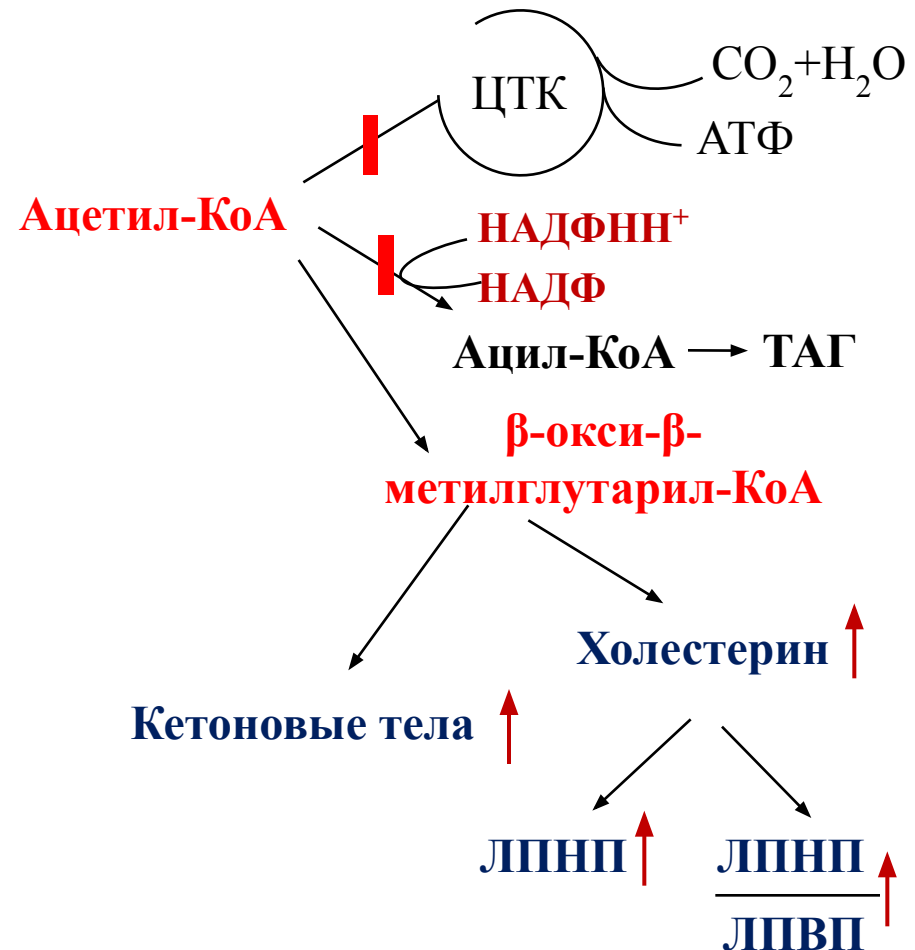 ЦТК
CO₂+H₂O
АТФ
Ацетил-КоА
НАДФНН⁺
НАДФ
Ацил-КоА → ТАГ
β-окси-β-
метилглутарил-КоА
Холестерин
Кетоновые тела
ЛПНП
ЛПНП
ЛПВП